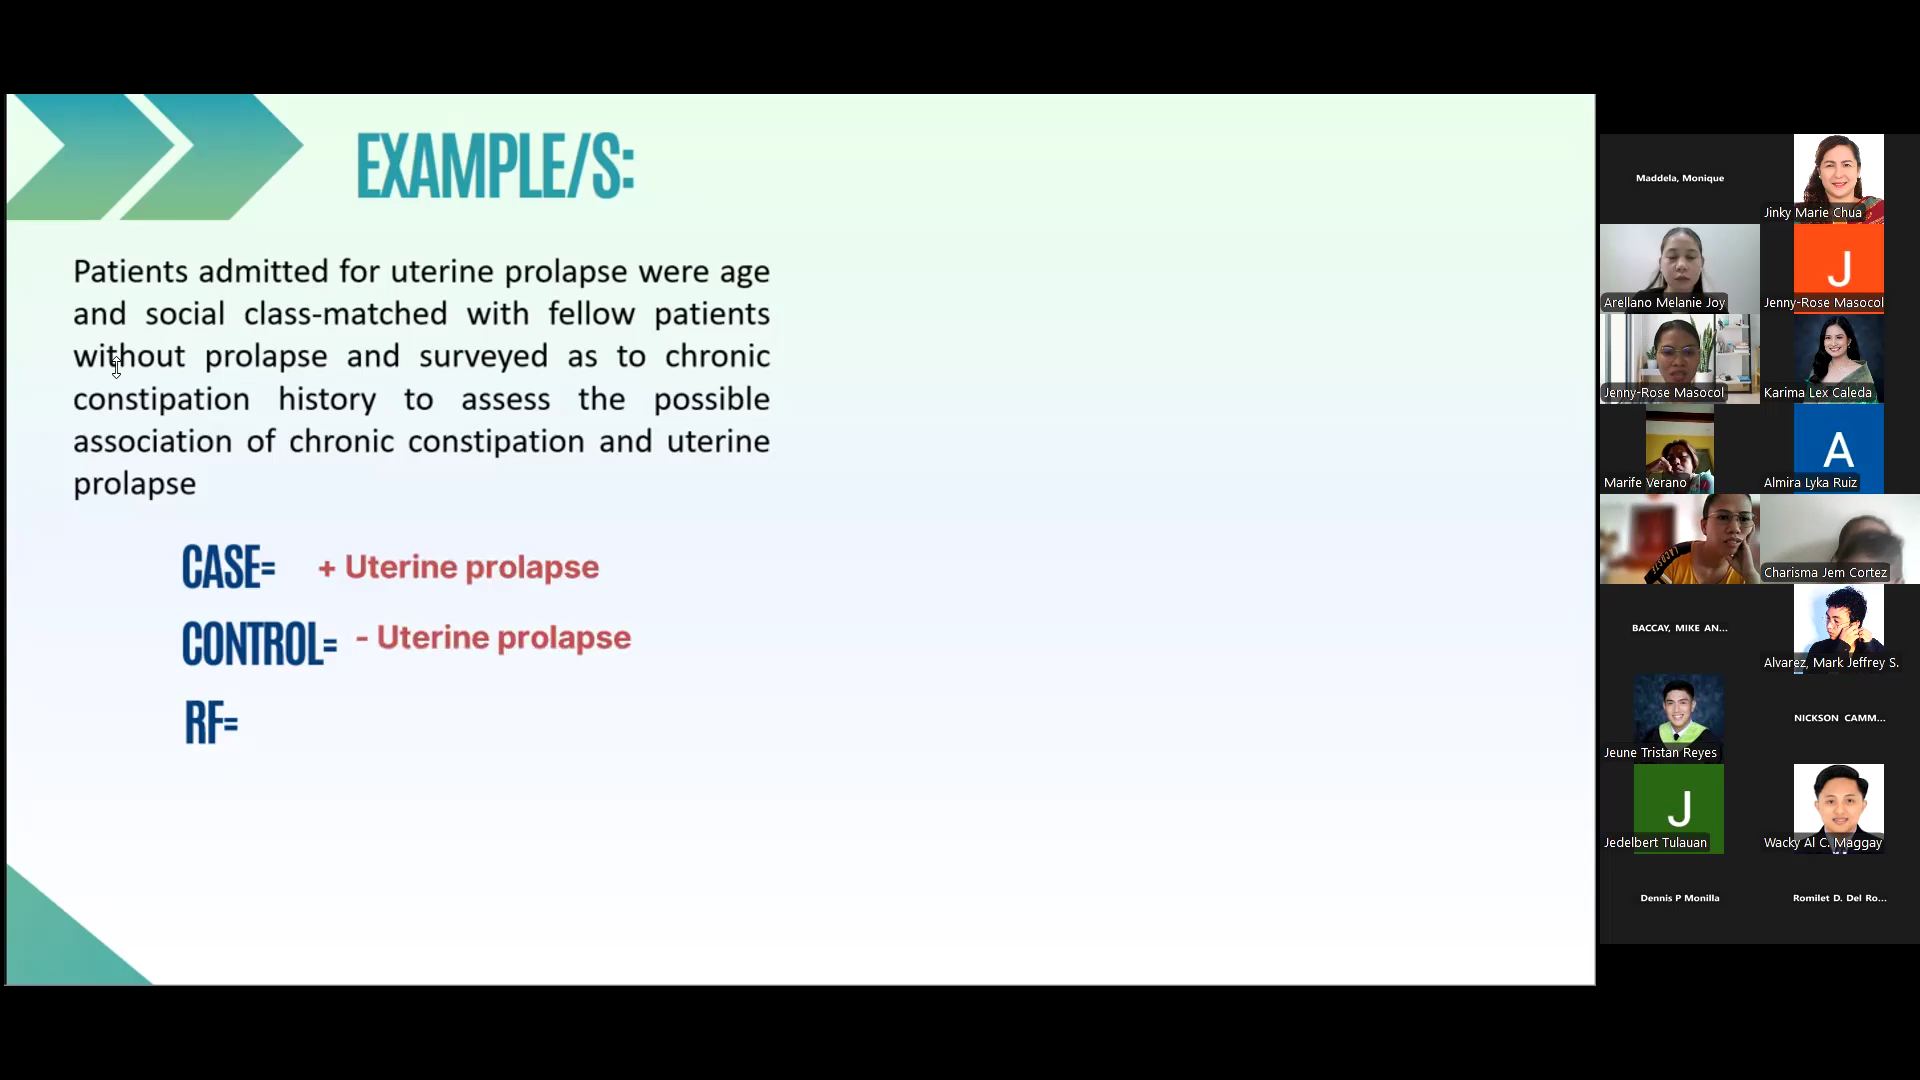 EXAMPLE/S:
Patients admitted for uterine prolapse were age
and social class-matched with fellow patients
without prolapse and surveyed as to chronic
constipation history to assess the possible
association of chronic constipation and uterine
prolapse
CASE= + Uterine prolapse
CONTROL= - Uterine prolapse
RF=
Maddela, Monique
Jinky Marie Chua
Arellano Melanie Joy
J
Jenny-Rose Masocol
Jenny-Rose Masocol
Karima Lex Caleda
Marife Verano
A
Almira Lyka Ruiz
Charisma Jem Cortez
BACCAY, MIKE AN...
Alvarez, Mark Jeffrey S.
Jeune Tristan Reyes
NICKSON CAMM...
J
Jedelbert Tulauan
Wacky Al C. Maggay
Dennis P Monilla
Romilet D. Del Ro...